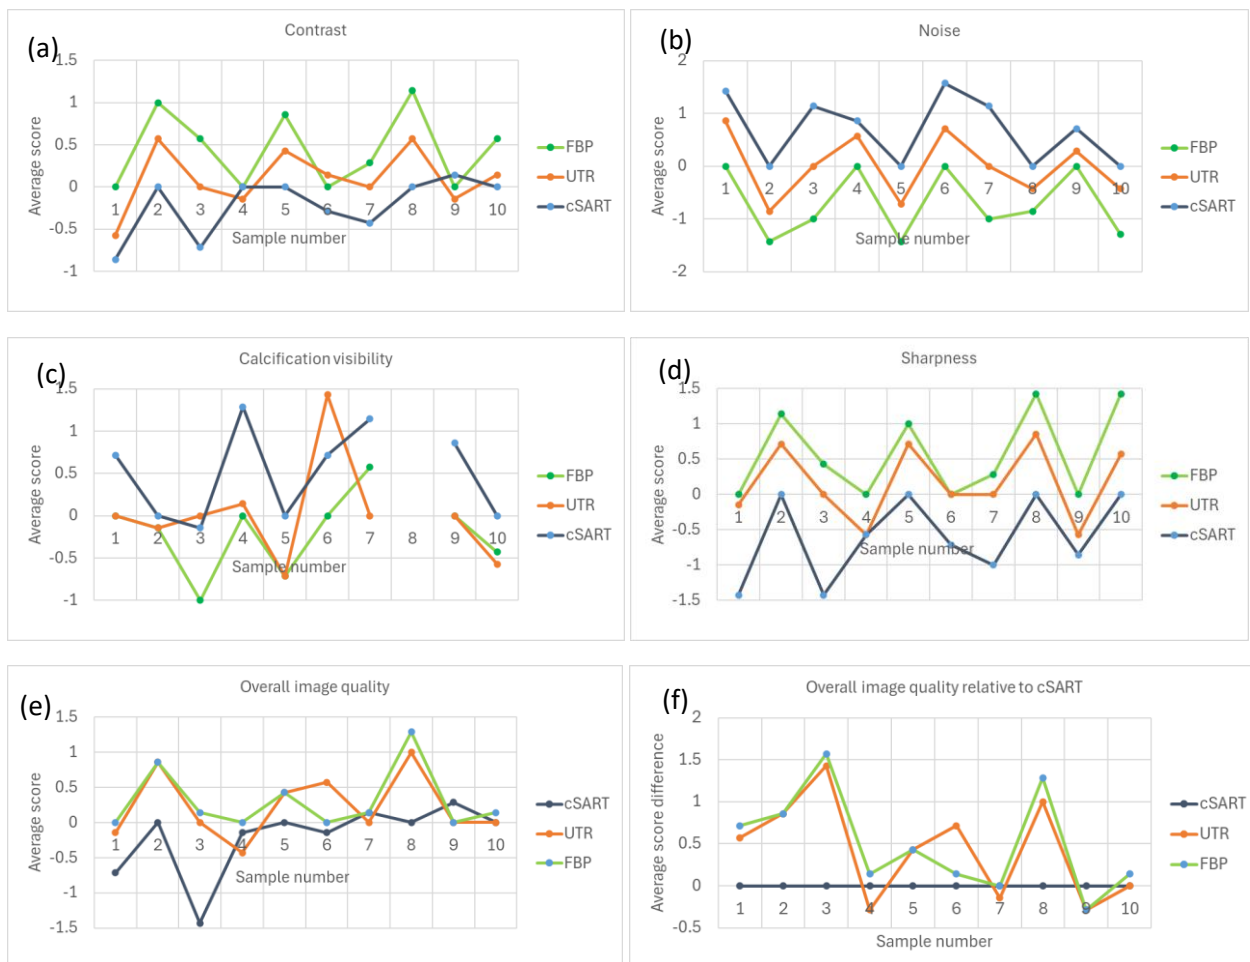 (a)
Contrast
1.5
1
0.5
0
-0.5
-1
Average score
1 2 3 4 5 6 7 8 9 10
Sample number
FBP
UTR
cSART
(b)
Noise
2
1
0
-1
-2
Average score
1 2 3 4 5 6 7 8 9 10
Sample number
FBP
UTR
cSART
(c)
Calcification visibility
1.5
1
0.5
0
-0.5
-1
Average score
1 2 3 4 5 6 7 8 9 10
Sample number
FBP
UTR
cSART
(d)
Sharpness
1.5
1
0.5
0
-0.5
-1
-1.5
Average score
1 2 3 4 5 6 7 8 9 10
Sample number
FBP
UTR
cSART
(e)
Overall image quality
1.5
1
0.5
0
-0.5
-1
-1.5
Average score
1 2 3 4 5 6 7 8 9 10
Sample number
cSART
UTR
FBP
(f)
Overall image quality relative to cSART
2
1.5
1
0.5
0
-0.5
Average score difference
1 2 3 4 5 6 7 8 9 10
Sample number
cSART
UTR
FBP